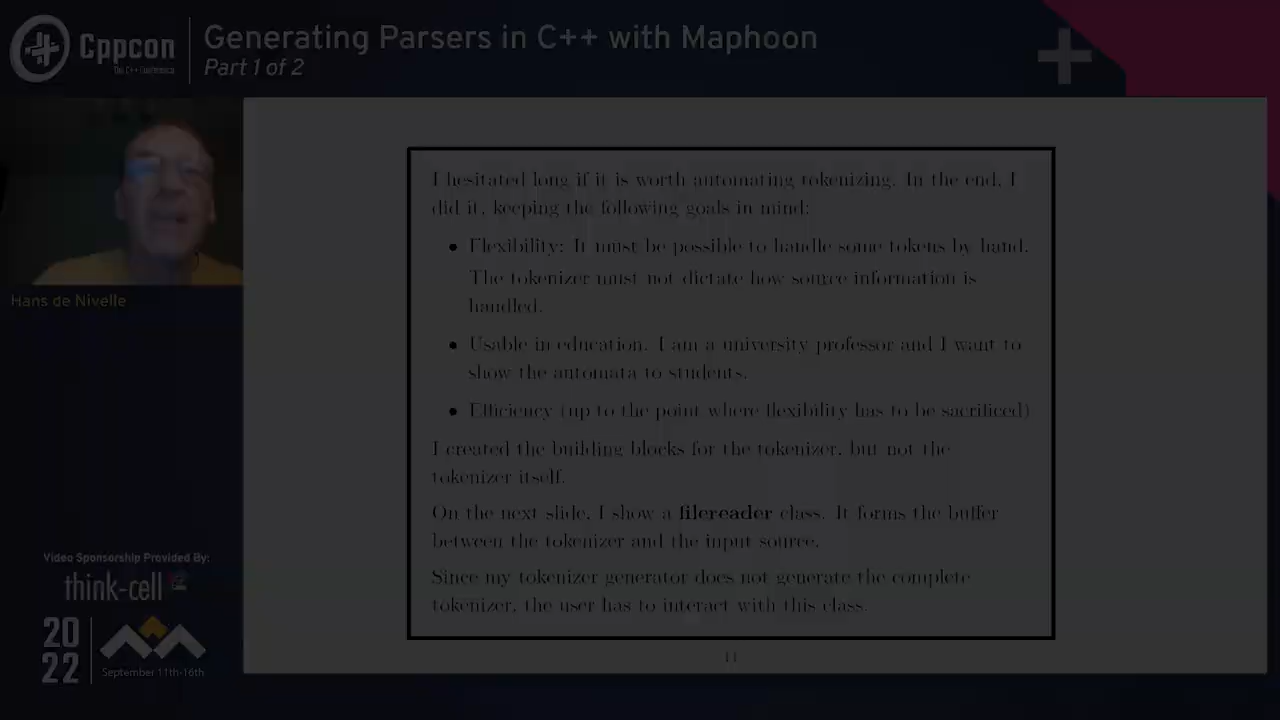 Cppcon
The C++ Conference
Generating Parsers in C++ with Maphoon
Part 1 of 2
Hans de Nivelle
I hesitated long if it is worth automating tokenizing. In the end, I
did it, keeping the following goals in mind:
• Flexibility: It must be possible to handle some tokens by hand.
The tokenizer must not dictate how source information is
handled.
• Usable in education. I am a university professor and I want to
show the automata to students.
• Efficiency (up to the point where flexibility has to be sacrificed)
I created the building blocks for the tokenizer, but not the
tokenizer itself.
On the next slide, I show a filereader class. It forms the buffer
between the tokenizer and the input source.
Since my tokenizer generator does not generate the complete
tokenizer, the user has to interact with this class.
11
Video Sponsorship Provided By:
think-cell
20
22
September 11th-16th